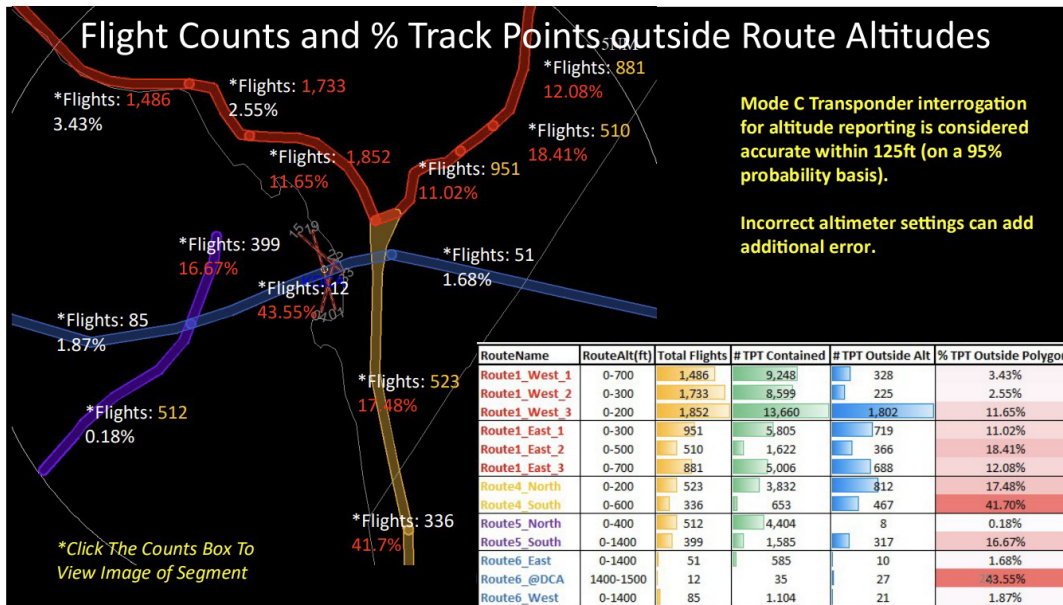 Flight Counts and % Track Points outside Route Altitudes
5NM
*Flights: 881
12.08%
*Flights: 1,486
3.43%
*Flights: 1,733
2.55%
*Flights: 510
18.41%
*Flights: 1,852
11.65%
*Flights: 951
11.02%
Mode C Transponder interrogation
for altitude reporting is considered
accurate within 125ft (on a 95%
probability basis).
Incorrect altimeter settings can add
additional error.
15
19
33
*Flights: 399
16.67%
*Flights: 51
1.68%
*Flights: 12
43.55%
*Flights: 85
1.87%
*Flights: 523
17.48%
*Flights: 512
0.18%
*Flights: 336
41.7%
*Click The Counts Box To
View Image of Segment
RouteName RouteAlt(ft) Total Flights # TPT Contained # TPT Outside Alt % TPT Outside Polygon
Route1_West_1 0-700 1,486 9,248 328 3.43%
Route1_West_2 0-300 1,733 8,599 225 2.55%
Route1_West_3 0-200 1,852 13,660 1,802 11.65%
Route1_East_1 0-300 951 5,805 719 11.02%
Route1_East_2 0-500 510 1,622 366 18.41%
Route1_East_3 0-700 881 5,006 688 12.08%
Route4_North 0-200 523 3,832 812 17.48%
Route4_South 0-600 336 653 467 41.70%
Route5_North 0-400 512 4,404 8 0.18%
Route5_South 0-1400 399 1,585 317 16.67%
Route6_East 0-1400 51 585 10 1.68%
Route6_@DCA 1400-1500 12 35 27 43.55%
Route6_West 0-1400 85 1.104 21 1.87%